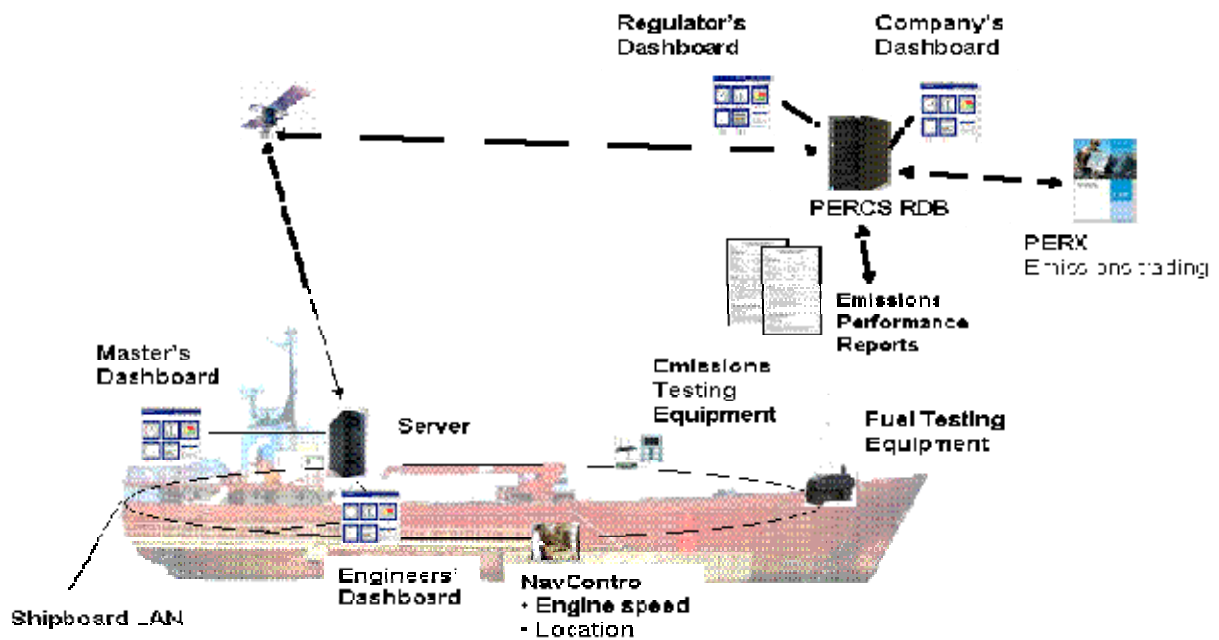 Regulator's
Dashboard
Company's
Dashboard
PERCS RDB
PERX
Emissions trading
Emissions
Performance
Reports
Master's
Dashboard
Server
Emissions
Testing
Equipment
Fuel Testing
Equipment
Engineers'
Dashboard
NavContro
• Engine speed
• Location
Shipboard LAN